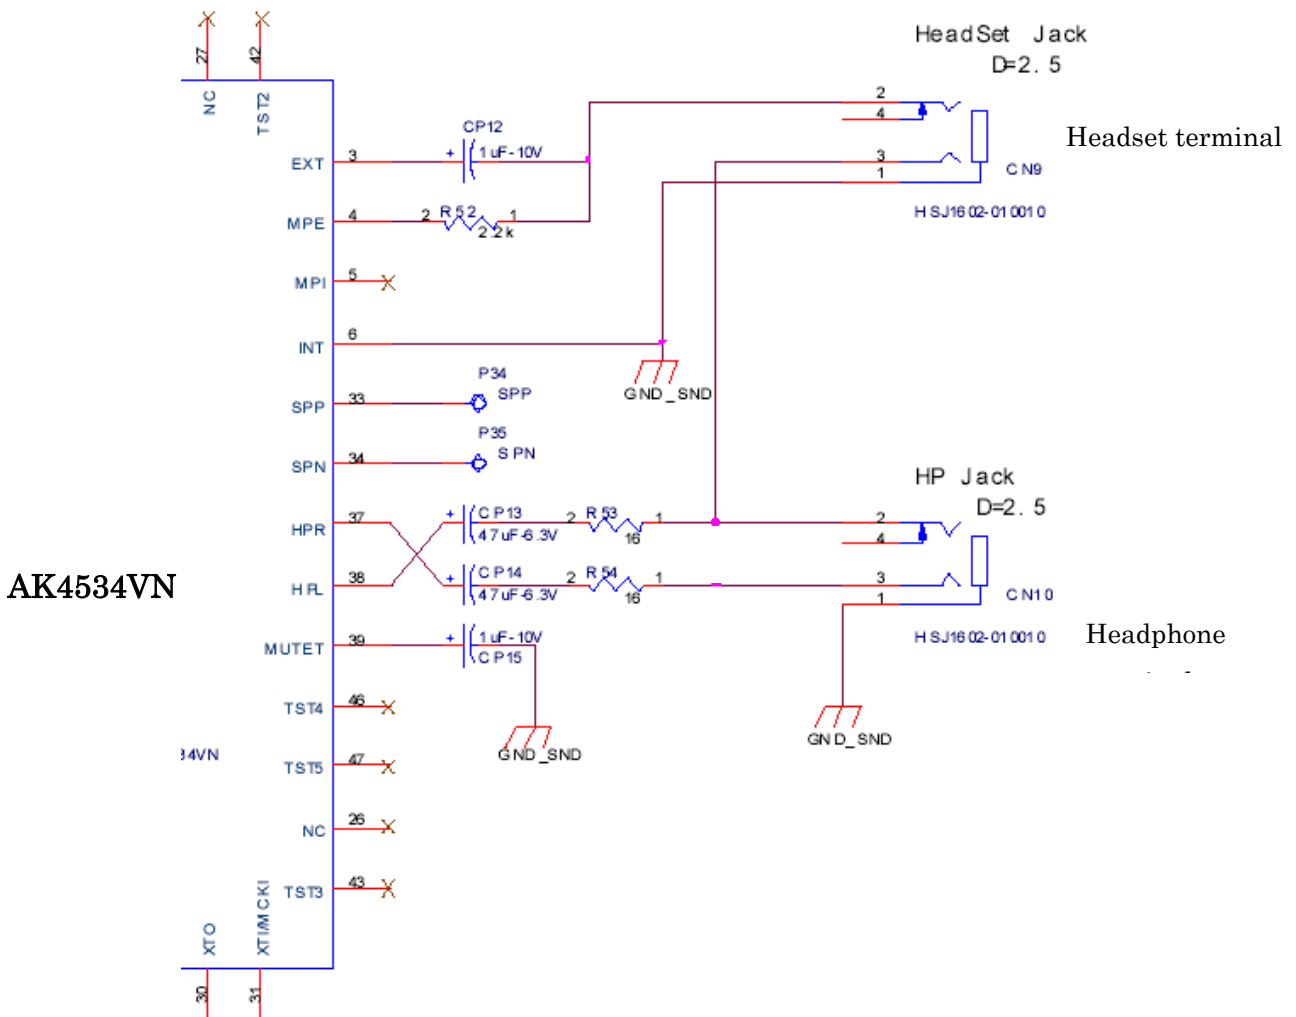 27
42
NC
TST2
HeadSet Jack
D=2.5
2
4
3
1
CN9
HSJ1602-010010
Headset terminal
EXT
3
CP12
+
1uF-10V
MPE
4
2
R52
1
2.2k
MPI
5
INT
6
GND_SND
SPP
33
P34
SPP
SPN
34
P35
SPN
HPR
37
+
CP13
47uF-6.3V
2
R53
1
16
HP Jack
D=2.5
2
4
3
1
CN10
HSJ1602-010010
Headphone
AK4534VN
HPL
38
+
CP14
47uF-6.3V
2
R54
1
16
MUTET
39
+
1uF-10V
CP15
GND_SND
GND_SND
TST4
46
34VN
TST5
47
NC
26
TST3
43
XTO
XTI/MCKI
30
31